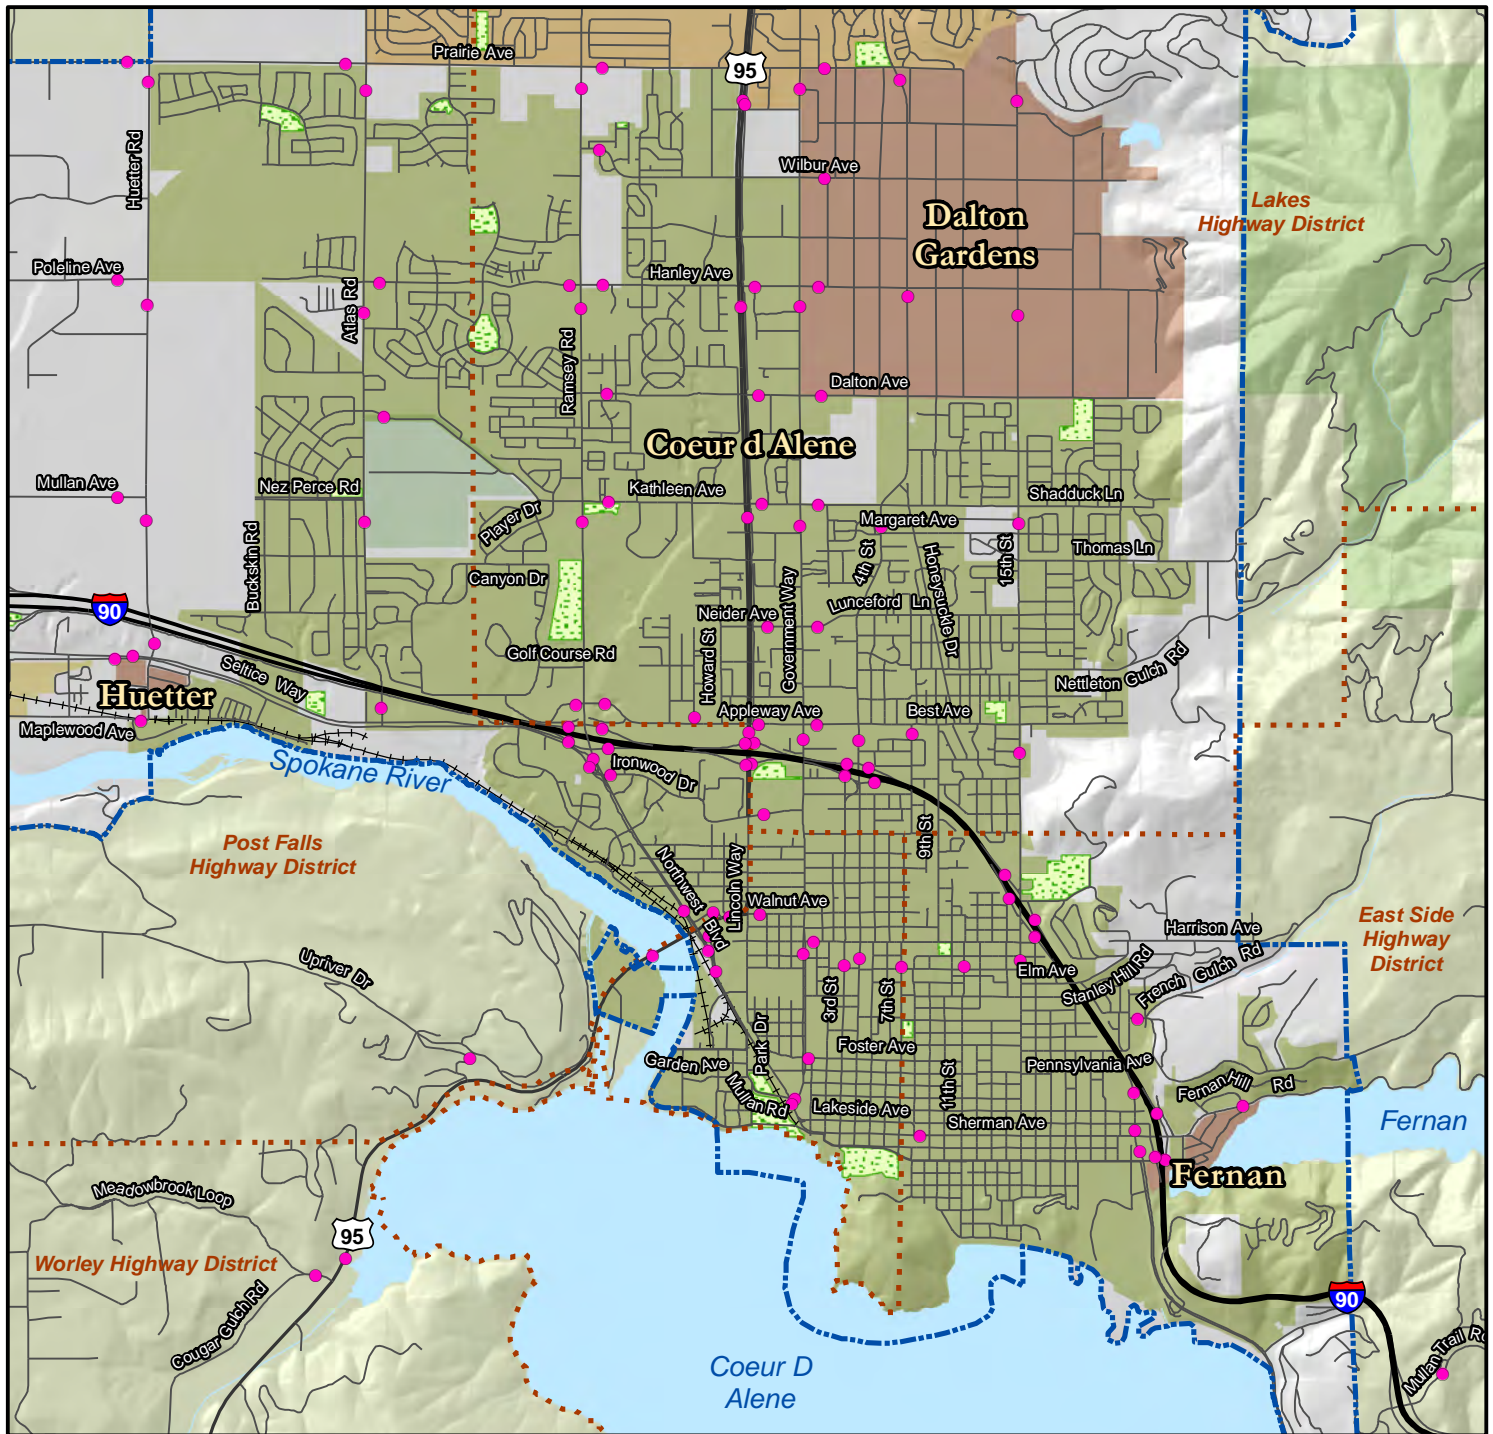 Prairie Ave
95
Huetter Rd
Wilbur Ave
Lakes
Highway District
Dalton
Gardens
Poleline Ave
Hanley Ave
Atlas Rd
Ramsey Rd
Dalton Ave
Coeur d Alene
Mullan Ave
Nez Perce Rd
Kathleen Ave
Shadduck Ln
Player Dr
Margaret Ave
Buckskin Rd
4th St
Honeysuckle Dr
15th St
Thomas Ln
Canyon Dr
90
Neider Ave
Government Way
Lunceford Ln
Golf Course Rd
Howard St
Nettleton Gulch Rd
Seltice Way
Huetter
Maplewood Ave
Appleway Ave
Best Ave
Spokane River
Ironwood Dr
Post Falls
Highway District
9th St
Northwest Blvd
Lincoln Way
Walnut Ave
East Side
Highway
District
Harrison Ave
Upriver Dr
Elm Ave
Stanley Hill Rd
French Gulch Rd
3rd St
7th St
Park Dr
Foster Ave
Garden Ave
Pennsylvania Ave
11th St
Fernan Hill Rd
Mullan Rd
Lakeside Ave
Sherman Ave
Fernan
Fernan
Meadowbrook Loop
95
Worley Highway District
Cougar Gulch Rd
90
Coeur D
Alene
Mullan Trail Rd